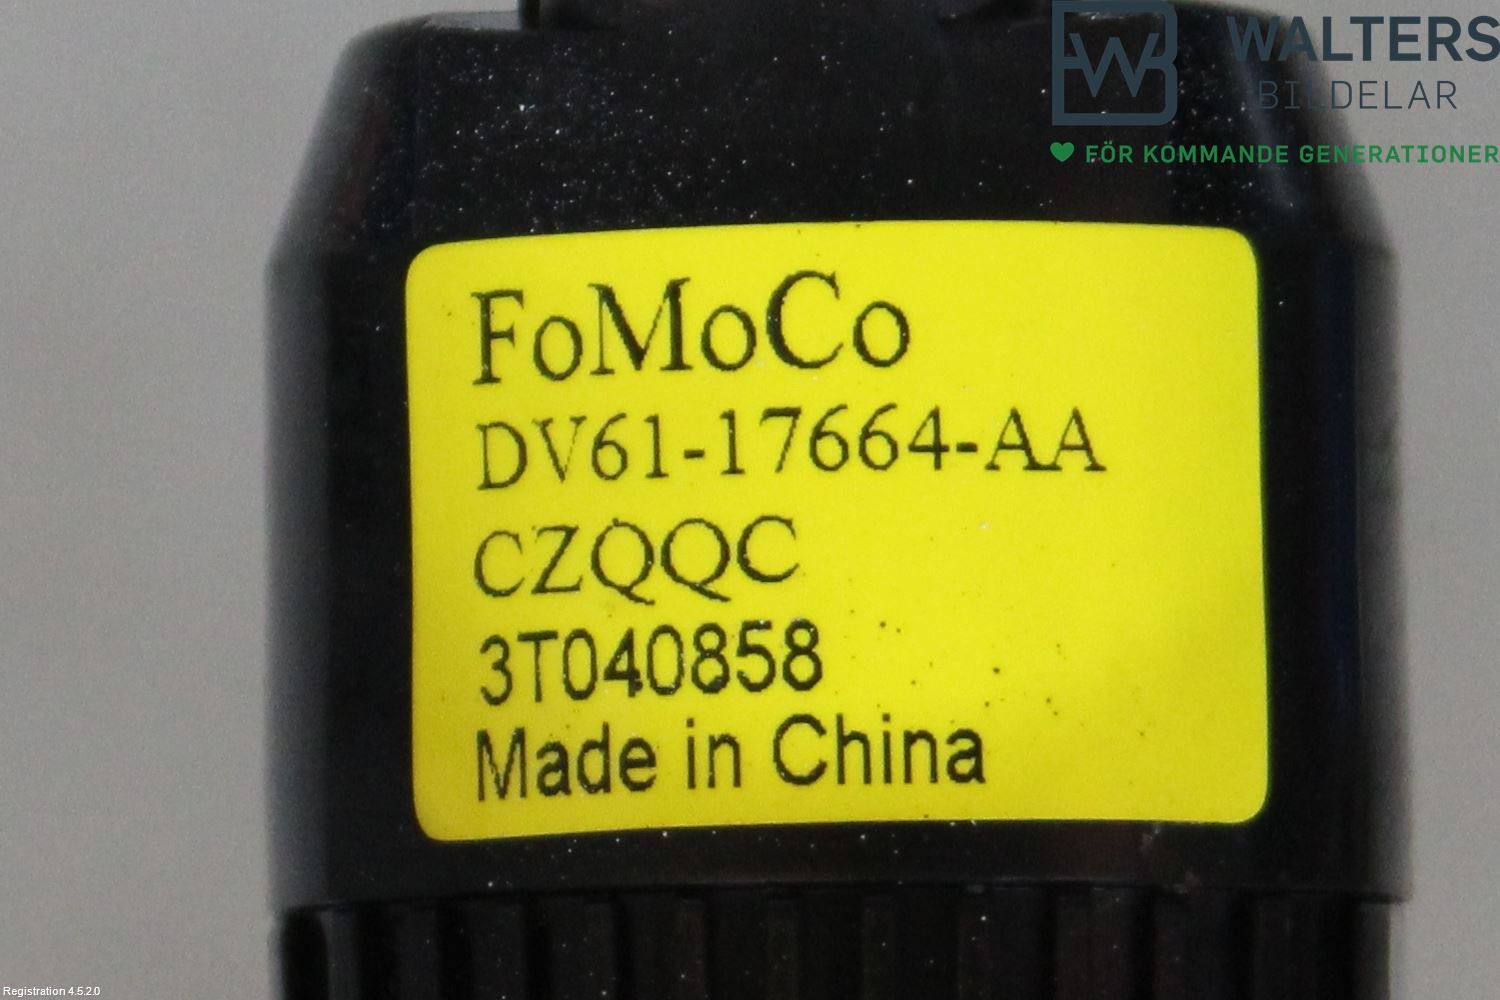 WALTERS
BILDELAR
FÖR KOMMANDE GENERATIONER
FoMoCo
DV61-17664-AA
CZQQC
3T040858
Made in China
Registration 4.5.2.0